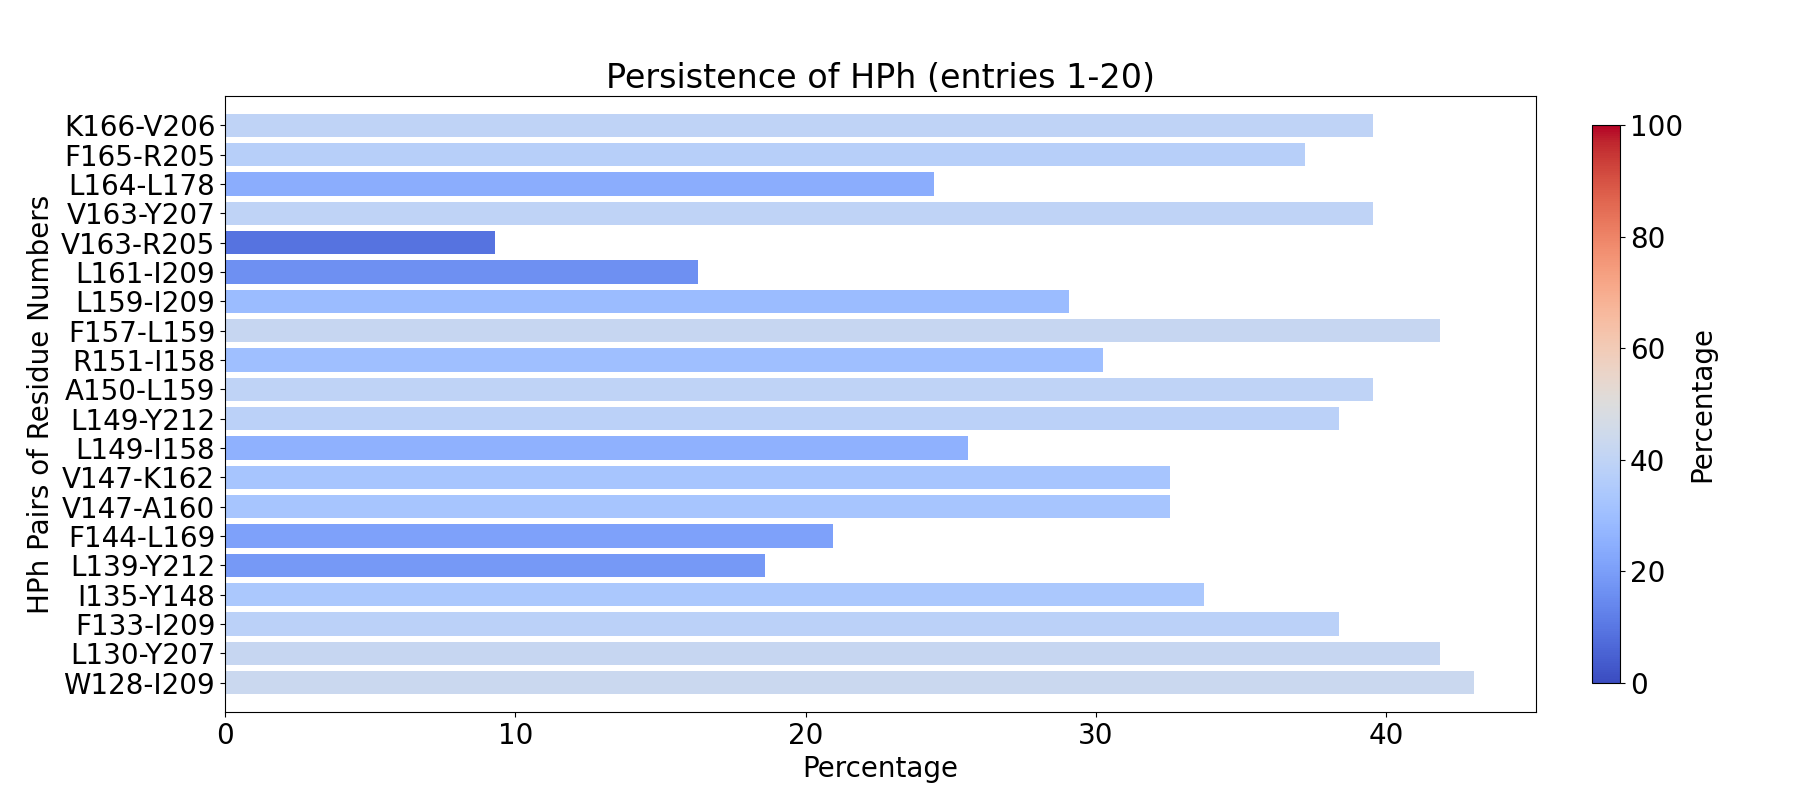 Persistence of HPh (entries 1-20)
HPh Pairs of Residue Numbers
K166-V206
F165-R205
L164-L178
V163-Y207
V163-R205
L161-I209
L159-I209
F157-L159
R151-I158
A150-L159
L149-Y212
L149-I158
V147-K162
V147-A160
F144-L169
L139-Y212
I135-Y148
F133-I209
L130-Y207
W128-I209
0 10 20 30 40
Percentage
100
80
60
40
20
0
Percentage